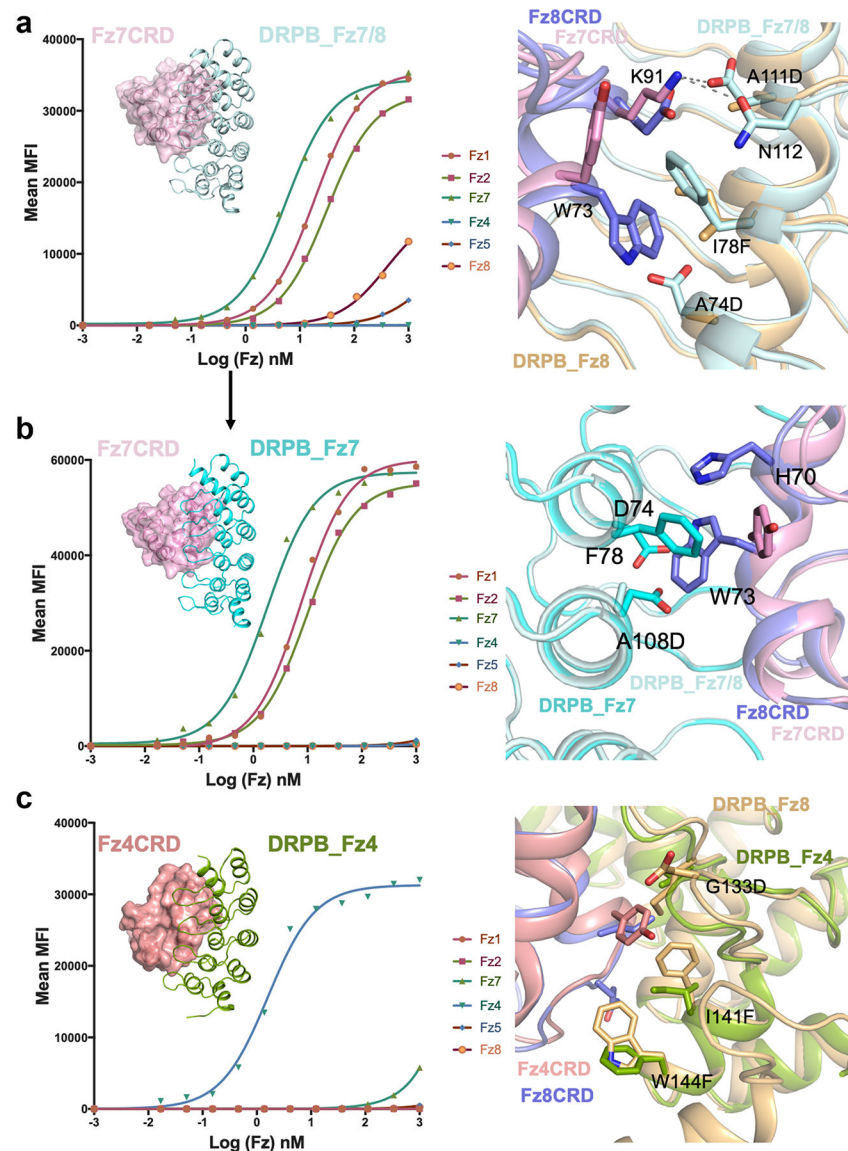 a
Fz7CRD DRPB_Fz7/8
40000
30000
20000
10000
0
Mean MFI
-3 -2 -1 0 1 2 3
Log (Fz) nM
Fz1
Fz2
Fz7
Fz4
Fz5
Fz8
Fz8CRD DRPB_Fz7/8
Fz7CRD
K91 A111D
N112
W73
I78F
A74D
DRPB_Fz8
b
Fz7CRD DRPB_Fz7
60000
40000
20000
0
Mean MFI
-3 -2 -1 0 1 2 3
Log (Fz) nM
Fz1
Fz2
Fz7
Fz4
Fz5
Fz8
H70
D74
F78
W73
A108D
DRPB_Fz7/8
DRPB_Fz7
Fz8CRD
Fz7CRD
c
Fz4CRD DRPB_Fz4
40000
30000
20000
10000
0
Mean MFI
-3 -2 -1 0 1 2 3
Log (Fz) nM
Fz1
Fz2
Fz7
Fz4
Fz5
Fz8
DRPB_Fz8
DRPB_Fz4
G133D
I141F
Fz4CRD
W144F
Fz8CRD